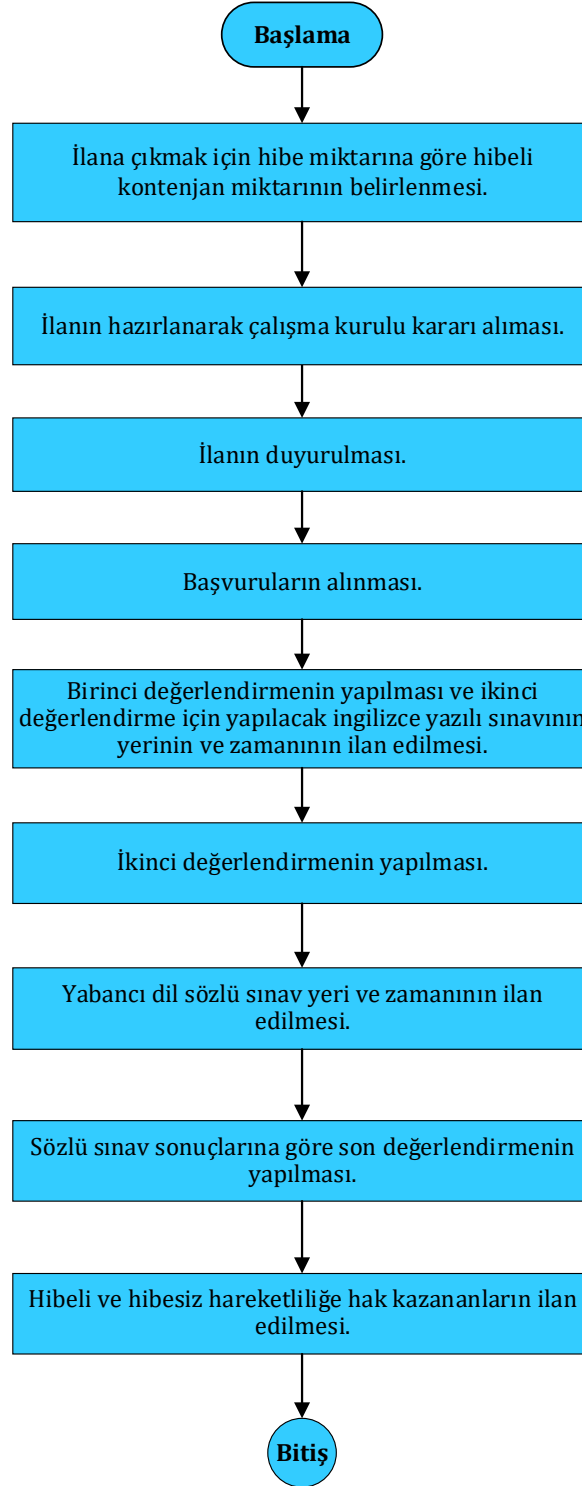 Başlama
İlana çıkmak için hibe miktarına göre hibeli
kontenjan miktarının belirlenmesi.
İlanın hazırlanarak çalışma kurulu kararı alıması.
İlanın duyurulması.
Başvuruların alınması.
Birinci değerlendirmenin yapılması ve ikinci
değerlendirme için yapılacak ingilizce yazılı sınavının
yerinin ve zamanının ilan edilmesi.
İkinci değerlendirmenin yapılması.
Yabancı dil sözlü sınav yeri ve zamanının ilan
edilmesi.
Sözlü sınav sonuçlarına göre son değerlendirmenin
yapılması.
Hibeli ve hibesiz hareketliliğe hak kazananların ilan
edilmesi.
Bitiş